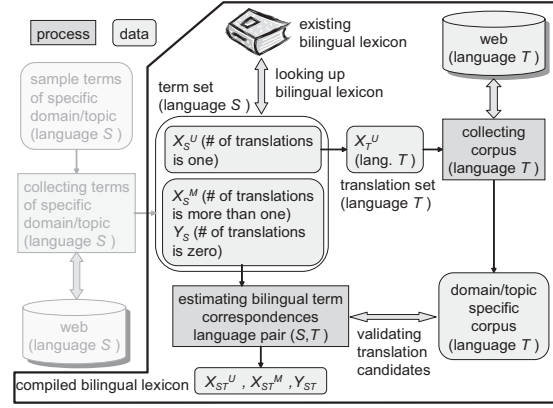 process
data
existing
bilingual lexicon
web
(language T)
sample terms
of specific
domain/topic
(language S)
term set
(language S)
looking up
bilingual lexicon
X_S^U (# of translations
is one)
X_T^U
(lang. T)
collecting
corpus
(language T)
translation set
(language T)
collecting terms
of specific
domain/topic
(language S)
X_S^M (# of translations
is more than one)
Y_S (# of translations
is zero)
web
(language S)
estimating bilingual term
correspondences
language pair (S,T)
validating
translation
candidates
domain/topic
specific
corpus
(language T)
compiled bilingual lexicon
X_ST^U , X_ST^M , Y_ST